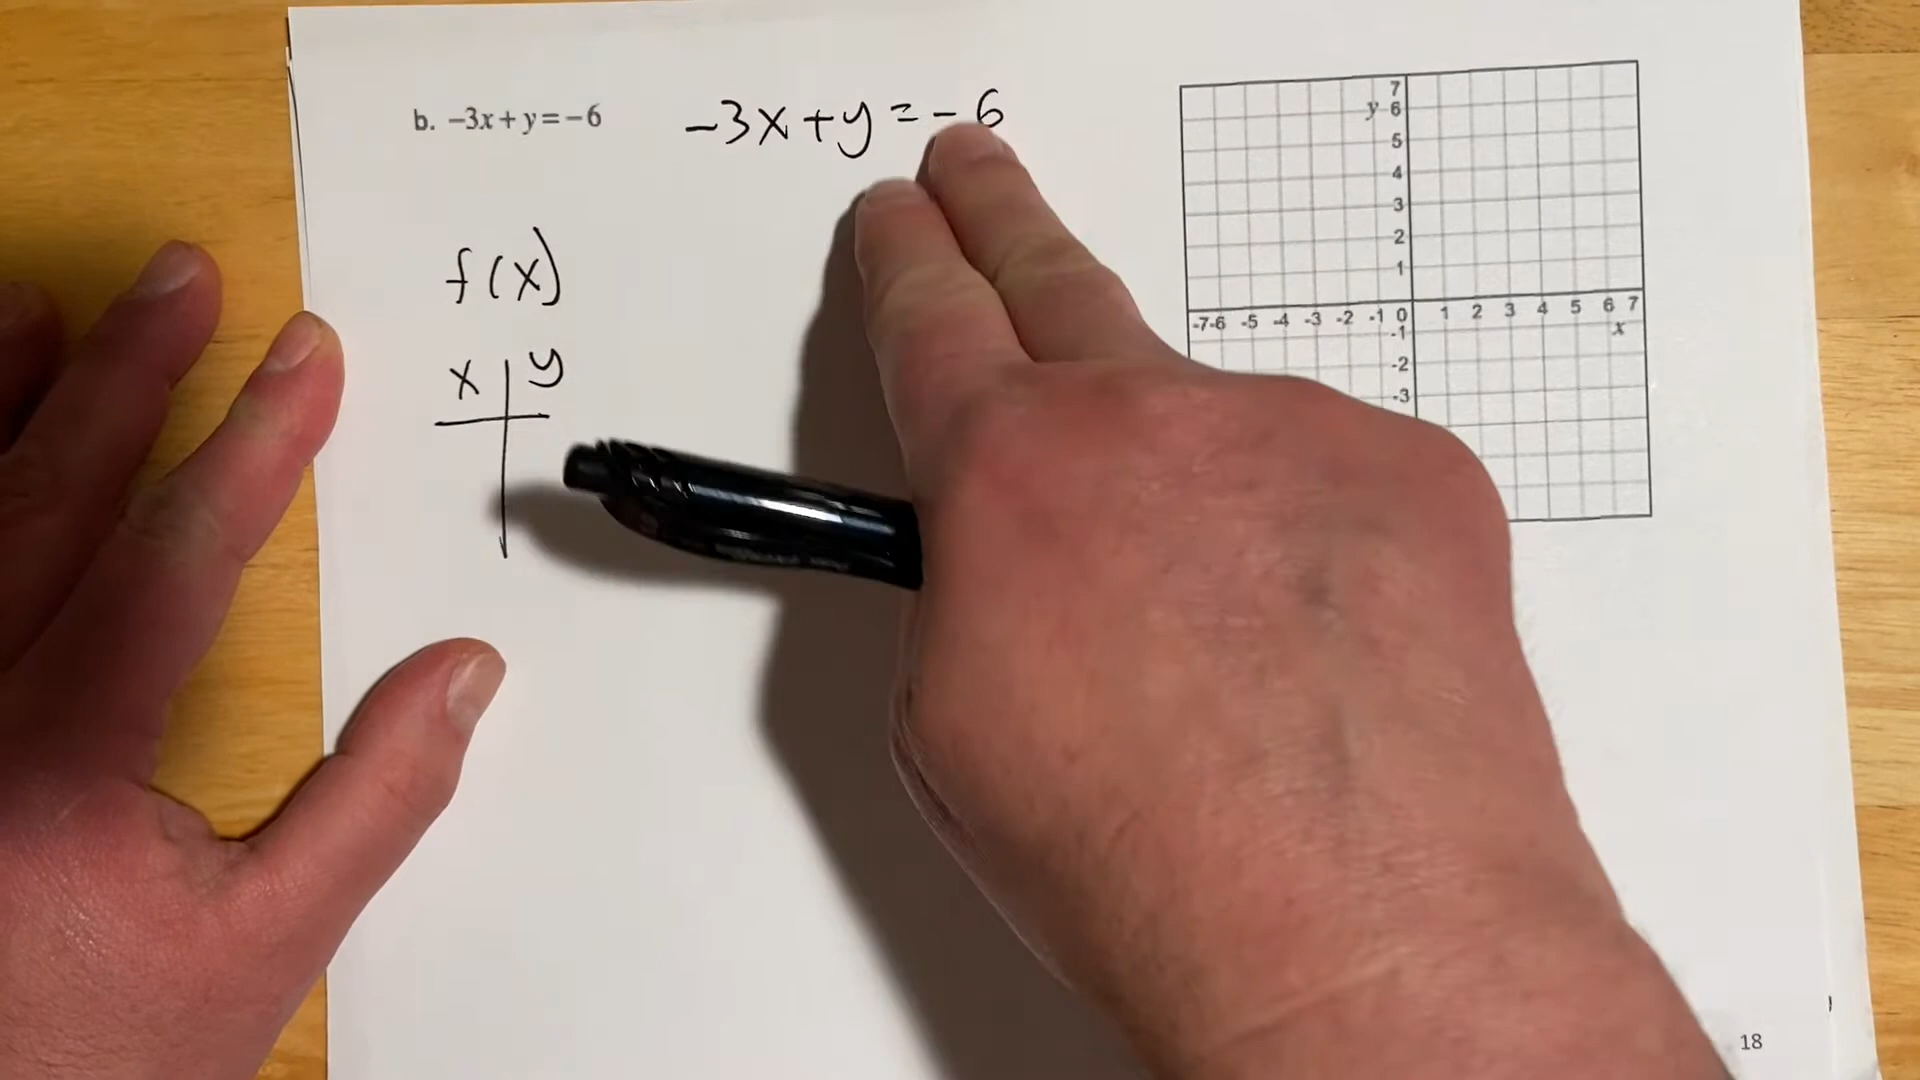 b. −3x+y=−6
-3x+y=-6
f(x)
x y
7
y 6
5
4
3
2
1
-7 -6 -5 -4 -3 -2 -1 0 1 2 3 4 5 6 7
-1 x
-2
-3
18